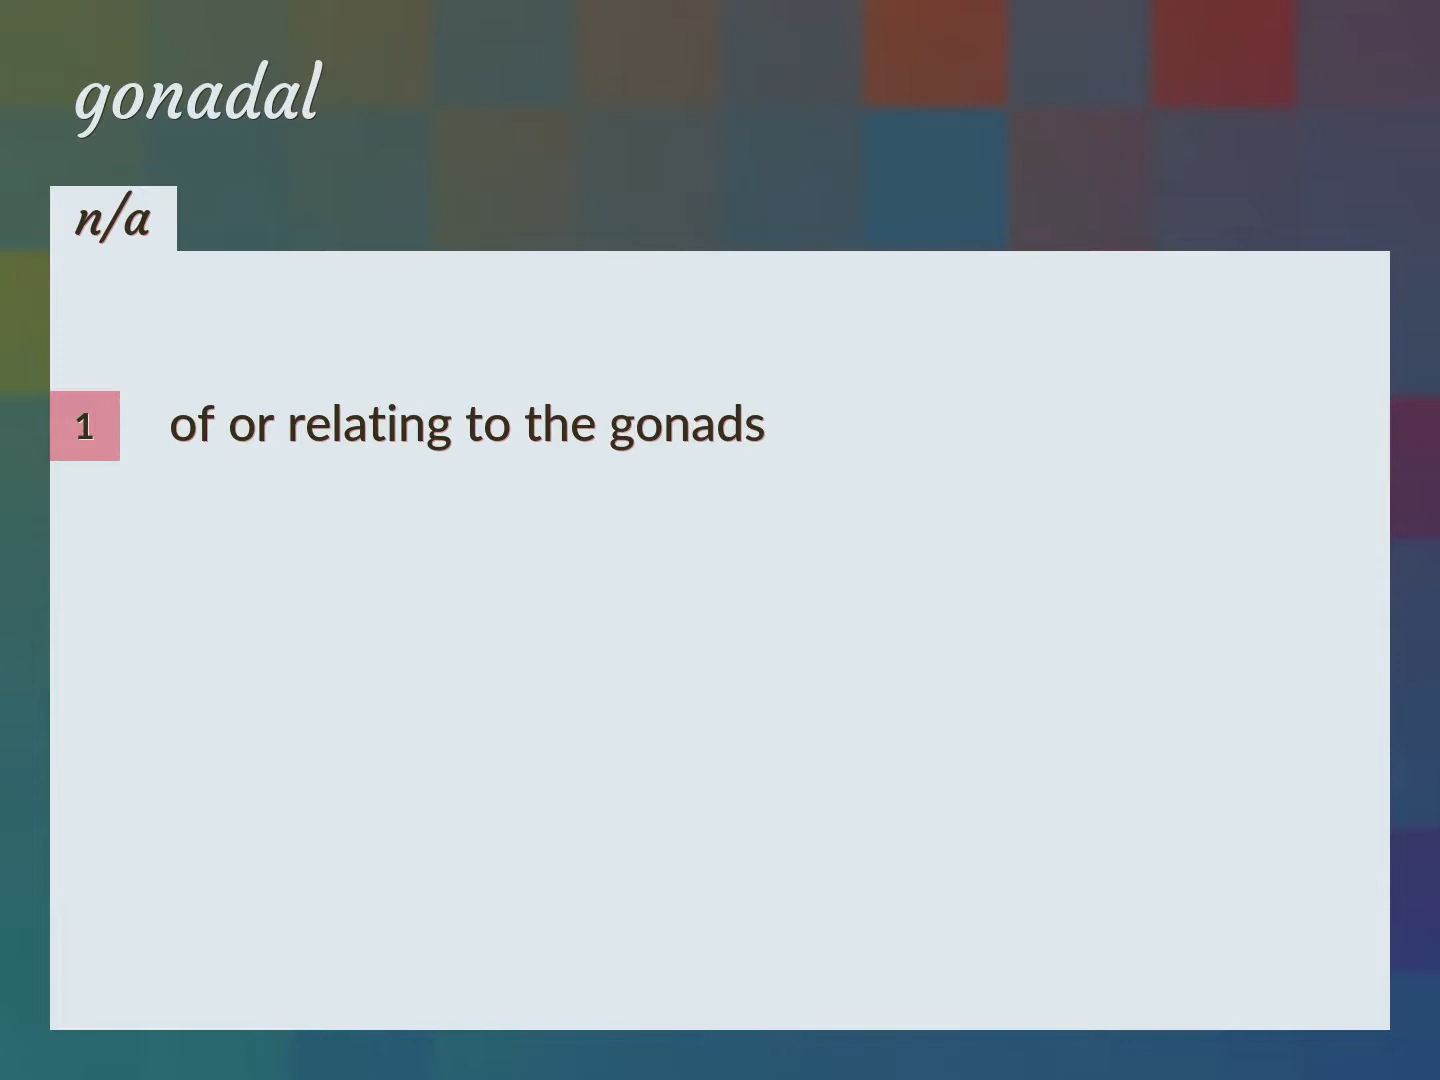 gonadal
n/a
1 of or relating to the gonads